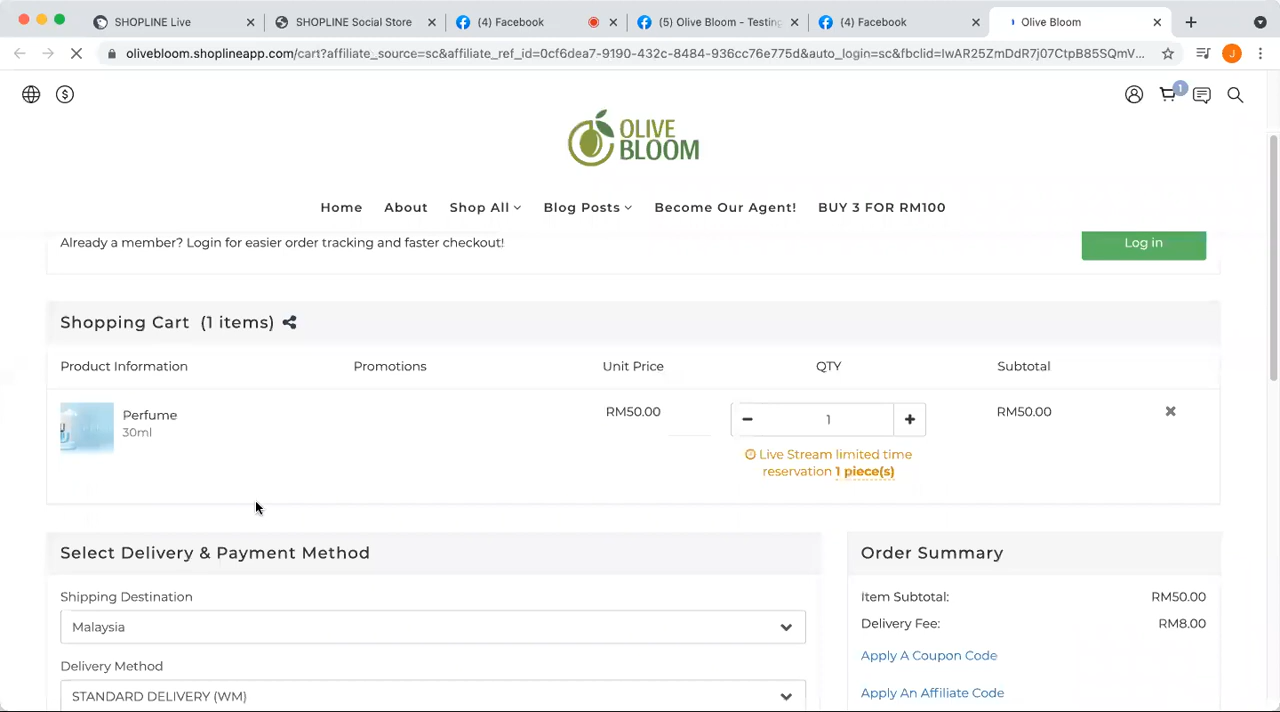 SHOPLINE Live
SHOPLINE Social Store
(4) Facebook
(5) Olive Bloom - Testing
(4) Facebook
Olive Bloom
olivebloom.shoplineapp.com/cart?affiliate_source=sc&affiliate_ref_id=0cf6dea7-9190-432c-8484-936cc76e775d&auto_login=sc&fbclid=IwAR25ZmDdR7j07CtpB85SQmV...
J
$
1
OLIVE
BLOOM
Home
About
Shop All
Blog Posts
Become Our Agent!
BUY 3 FOR RM100
Already a member? Login for easier order tracking and faster checkout!
Log in
Shopping Cart (1 items)
Product Information
Promotions
Unit Price
QTY
Subtotal
Perfume
30ml
RM50.00
1
RM50.00
Live Stream limited time
reservation 1 piece(s)
Select Delivery & Payment Method
Shipping Destination
Malaysia
Delivery Method
STANDARD DELIVERY (WM)
Order Summary
Item Subtotal: RM50.00
Delivery Fee: RM8.00
Apply A Coupon Code
Apply An Affiliate Code